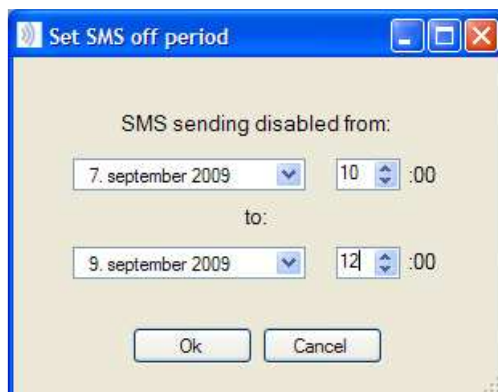 Set SMS off period
SMS sending disabled from:
7. september 2009 10 :00
to:
9. september 2009 12 :00
Ok Cancel